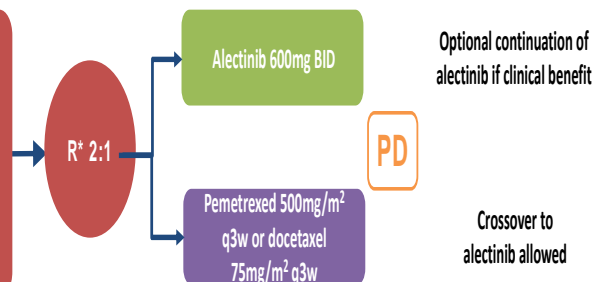 R* 2:1
Alectinib 600mg BID
Optional continuation of
alectinib if clinical benefit
PD
Pemetrexed 500mg/m²
q3w or docetaxel
75mg/m² q3w
Crossover to
alectinib allowed